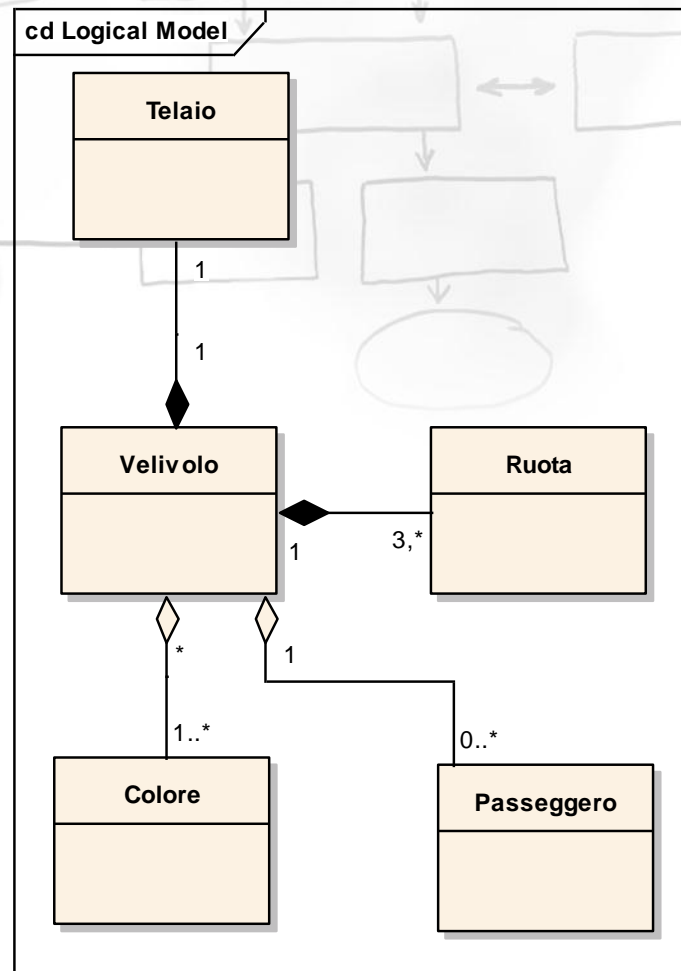 cd Logical Model
Telaio
1
1
Velivolo
Ruota
1
3,*
*
1
1..*
0..*
Colore
Passeggero